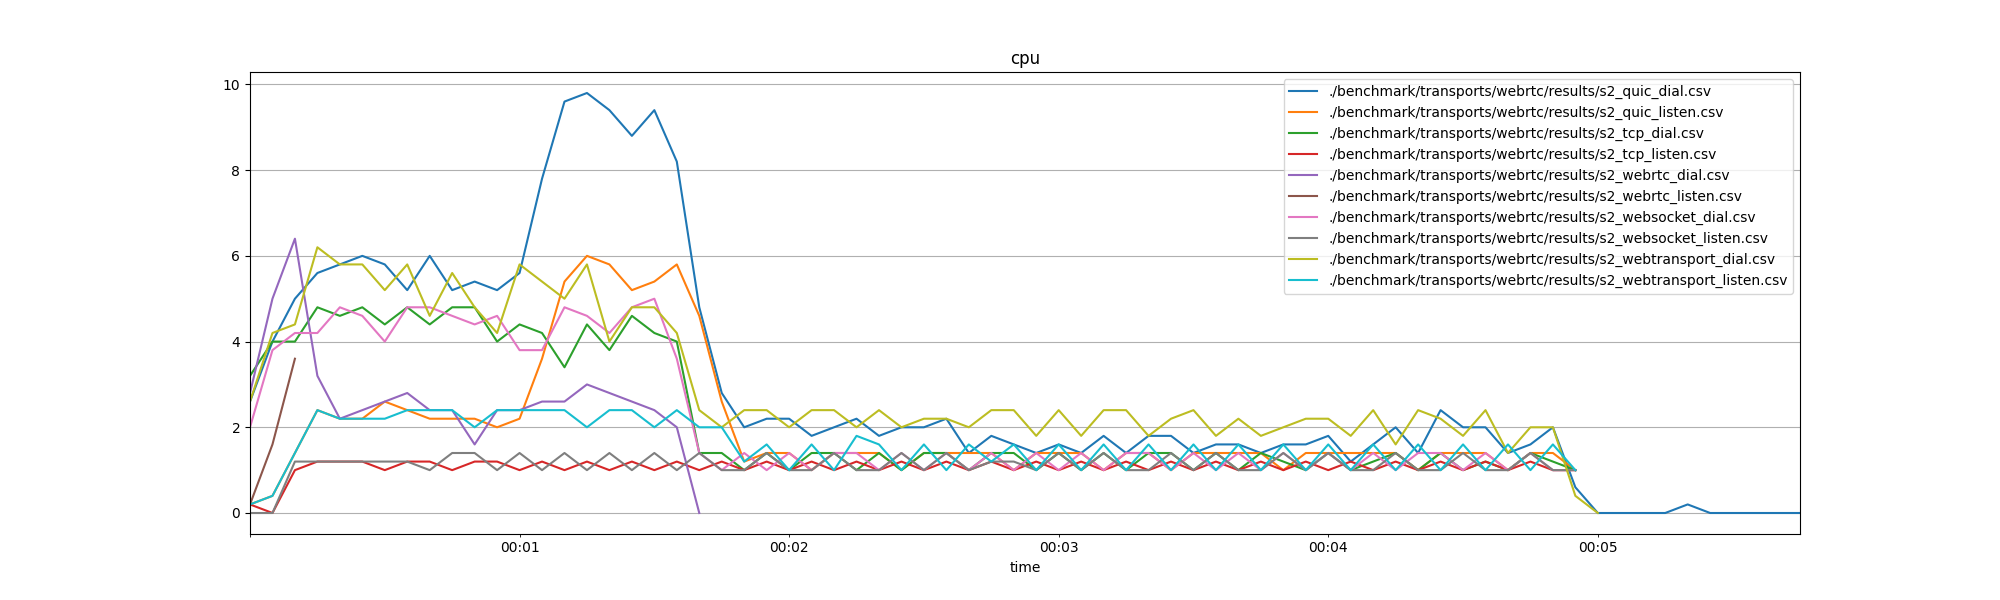 cpu
10
8
6
4
2
0
./benchmark/transports/webrtc/results/s2_quic_dial.csv
./benchmark/transports/webrtc/results/s2_quic_listen.csv
./benchmark/transports/webrtc/results/s2_tcp_dial.csv
./benchmark/transports/webrtc/results/s2_tcp_listen.csv
./benchmark/transports/webrtc/results/s2_webrtc_dial.csv
./benchmark/transports/webrtc/results/s2_webrtc_listen.csv
./benchmark/transports/webrtc/results/s2_websocket_dial.csv
./benchmark/transports/webrtc/results/s2_websocket_listen.csv
./benchmark/transports/webrtc/results/s2_webtransport_dial.csv
./benchmark/transports/webrtc/results/s2_webtransport_listen.csv
00:01 00:02 00:03 00:04 00:05
time